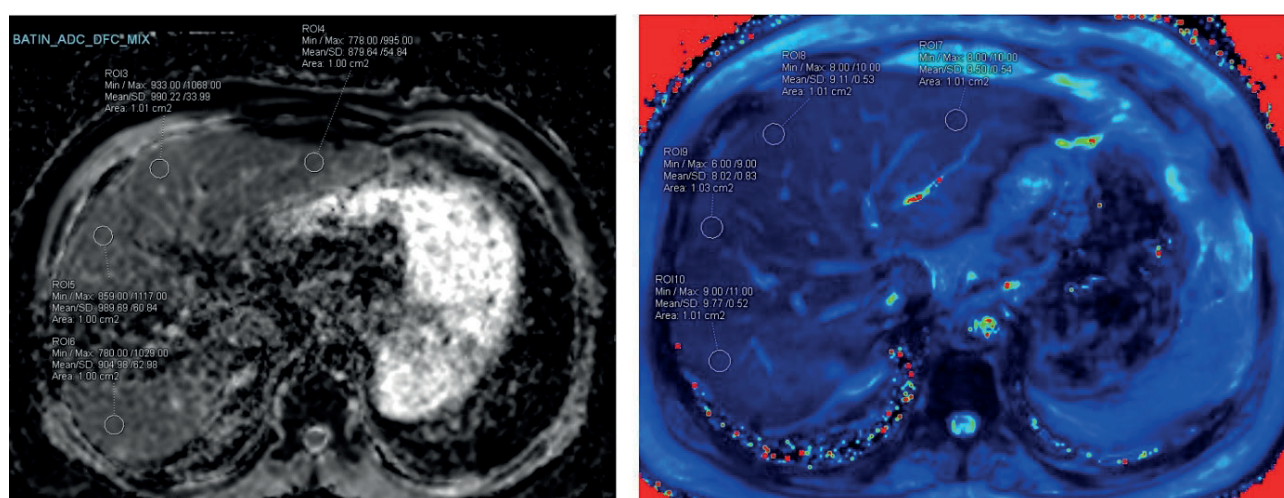 BATIN_ADC_DFC_MIX
ROI4
Min / Max: 778.00 /995.00
Mean/SD: 879.64 /54.84
Area: 1.00 cm2
ROI3
Min / Max: 933.00 /1068.00
Mean/SD: 990.22 /33.99
Area: 1.01 cm2
ROI5
Min / Max: 859.00 /1117.00
Mean/SD: 989.69 /60.84
Area: 1.00 cm2
ROI6
Min / Max: 780.00 /1029.00
Mean/SD: 904.98 /62.98
Area: 1.00 cm2
ROI8
Min / Max: 8.00 /10.00
Mean/SD: 9.11 /0.53
Area: 1.01 cm2
ROI7
Min / Max: 8.00 /10.00
Mean/SD: 9.50 /0.54
Area: 1.01 cm2
ROI9
Min / Max: 6.00 /9.00
Mean/SD: 8.02 /0.83
Area: 1.03 cm2
ROI10
Min / Max: 9.00 /11.00
Mean/SD: 9.77 /0.52
Area: 1.01 cm2